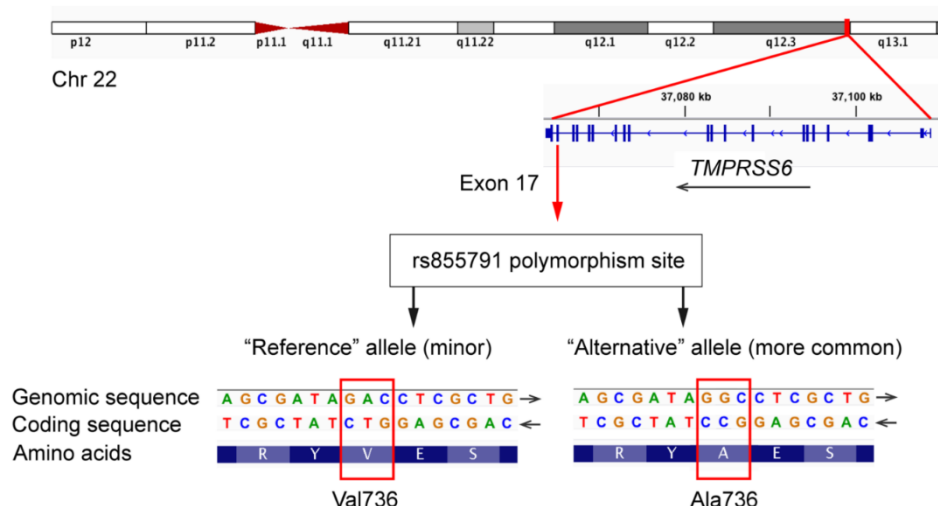 p12 p11.2 p11.1 q11.1 q11.21 q11.22 q12.1 q12.2 q12.3 q13.1
Chr 22
37,080 kb 37,100 kb
TMPRSS6
Exon 17
rs855791 polymorphism site
“Reference” allele (minor) “Alternative” allele (more common)
Genomic sequence A G C G A T A G A C C T C G C T G A G C G A T A G G C C T C G C T G
Coding sequence T C G C T A T C T G G A G C G A C T C G C T A T C C G G A G C G A C
Amino acids R Y V E S R Y A E S
Val736 Ala736